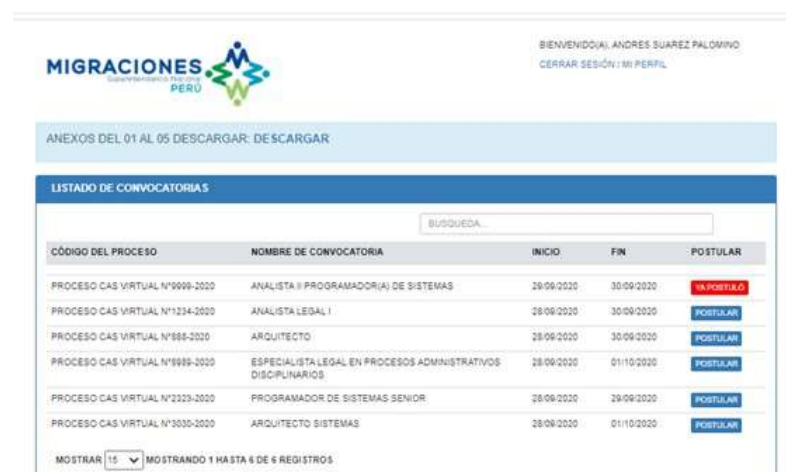 BIENVENIDO(A), ANDRES SUAREZ PALOMINO
CERRAR SESIÓN / MI PERFIL
MIGRACIONES
Superintendencia Nacional
PERÚ
ANEXOS DEL 01 AL 05 DESCARGAR: DESCARGAR
LISTADO DE CONVOCATORIAS
BUSQUEDA...
CÓDIGO DEL PROCESO NOMBRE DE CONVOCATORIA INICIO FIN POSTULAR
PROCESO CAS VIRTUAL N°9999-2020 ANALISTA II PROGRAMADOR(A) DE SISTEMAS 29/09/2020 30/09/2020 YA POSTULÓ
PROCESO CAS VIRTUAL N°1234-2020 ANALISTA LEGAL I 28/09/2020 30/09/2020 POSTULAR
PROCESO CAS VIRTUAL N°888-2020 ARQUITECTO 28/09/2020 30/09/2020 POSTULAR
PROCESO CAS VIRTUAL ESPECIALISTA LEGAL EN PROCESOS ADMINISTRATIVOS 28/09/2020 01/10/2020 POSTULAR
DISCIPLINARIOS
PROCESO CAS VIRTUAL N°2323-2020 PROGRAMADOR DE SISTEMAS SENIOR 28/09/2020 29/09/2020 POSTULAR
PROCESO CAS VIRTUAL N°3030-2020 ARQUITECTO SISTEMAS 28/09/2020 01/10/2020 POSTULAR
MOSTRAR 15 MOSTRANDO 1 HASTA 6 DE 6 REGISTROS